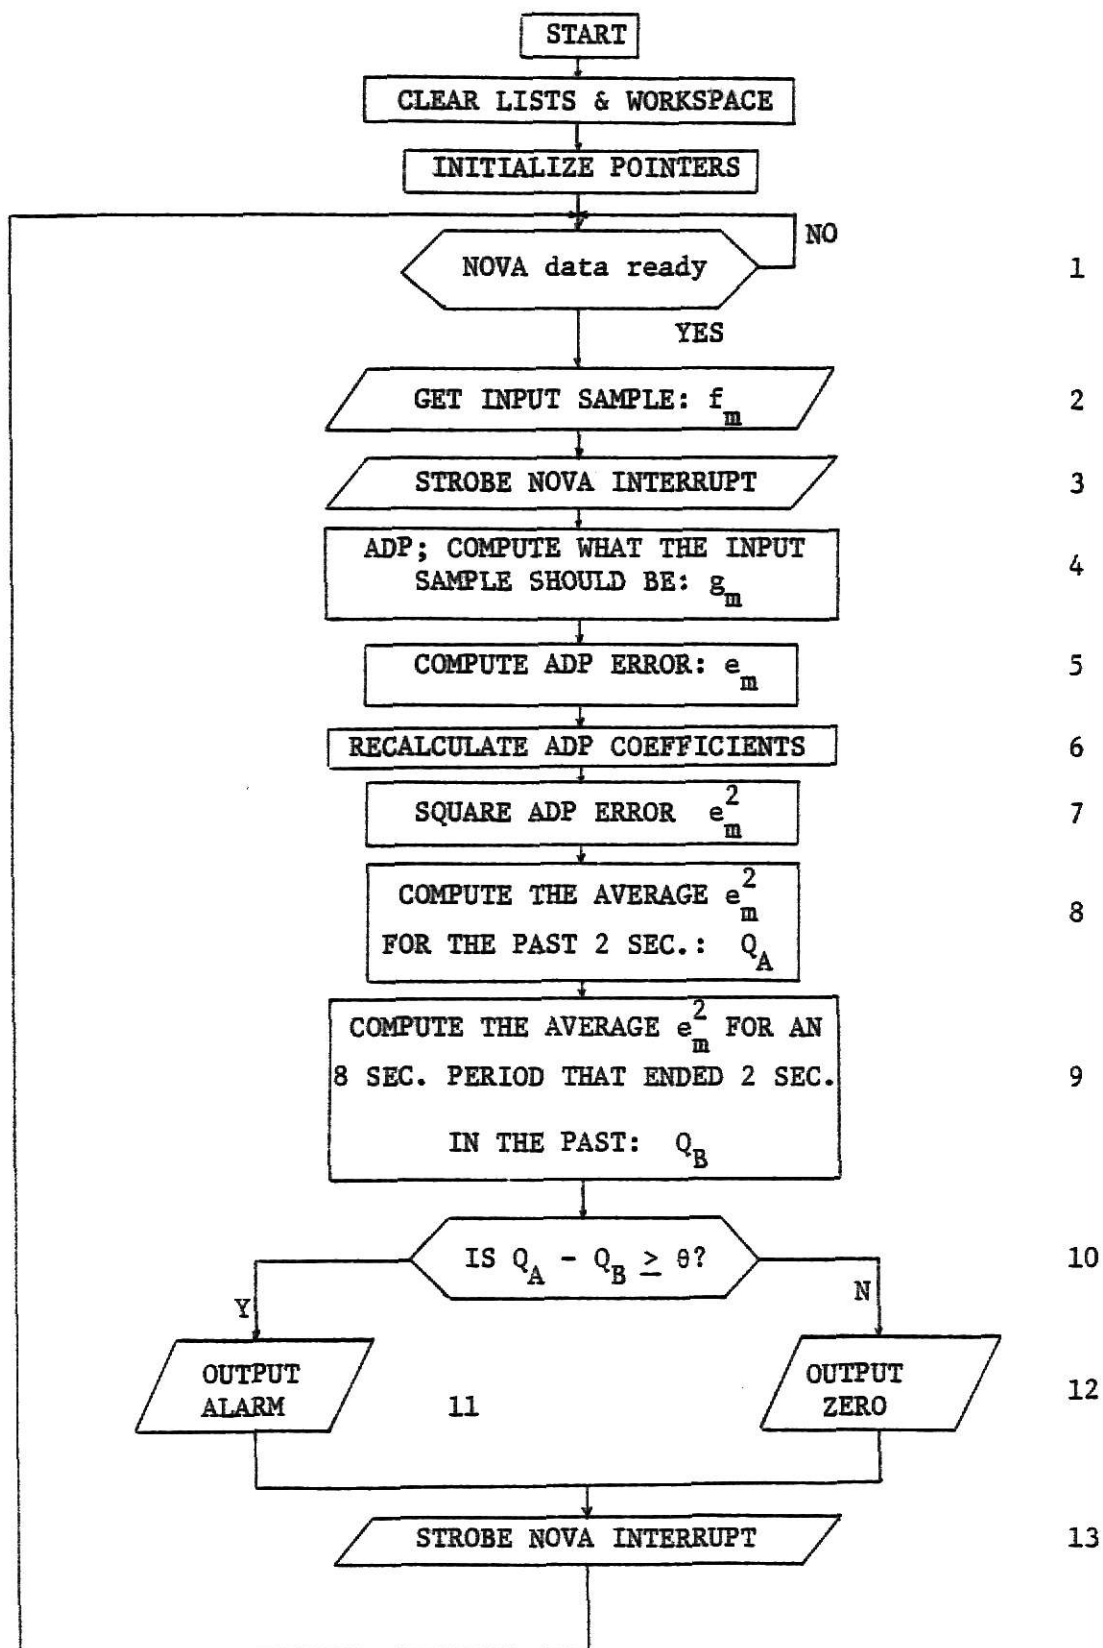 START
CLEAR LISTS & WORKSPACE
INITIALIZE POINTERS
NO
NOVA data ready
1
YES
GET INPUT SAMPLE: f_m
2
STROBE NOVA INTERRUPT
3
ADP; COMPUTE WHAT THE INPUT
SAMPLE SHOULD BE: g_m
4
COMPUTE ADP ERROR: e_m
5
RECALCULATE ADP COEFFICIENTS
6
SQUARE ADP ERROR e_m^2
7
COMPUTE THE AVERAGE e_m^2
FOR THE PAST 2 SEC.: Q_A
8
COMPUTE THE AVERAGE e_m^2 FOR AN
8 SEC. PERIOD THAT ENDED 2 SEC.
IN THE PAST: Q_B
9
IS Q_A - Q_B ≥ θ?
10
Y
N
OUTPUT
ALARM
11
OUTPUT
ZERO
12
STROBE NOVA INTERRUPT
13